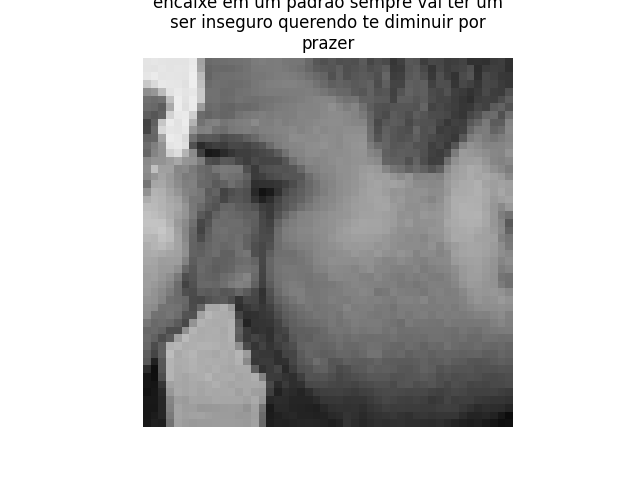 encaixe em um padrão sempre vai ter um
ser inseguro querendo te diminuir por
prazer